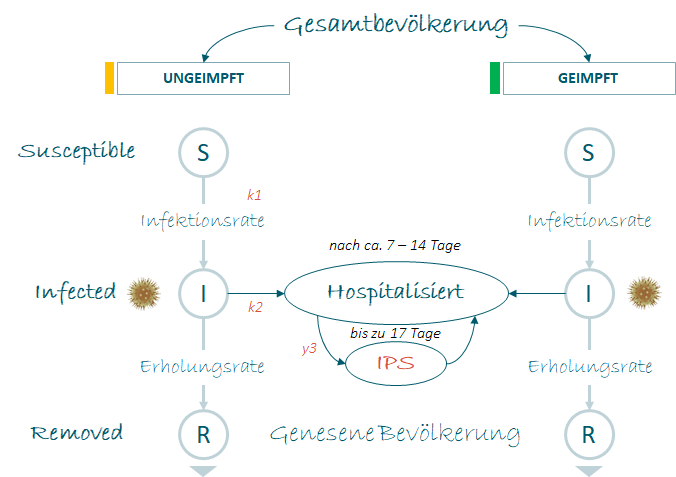 Gesamtbevölkerung
UNGEIMPFT
GEIMPFT
Susceptible
S
S
k1
Infektionsrate
Infektionsrate
nach ca. 7 – 14 Tage
Infected
I
Hospitalisiert
I
k2
bis zu 17 Tage
y3
IPS
Erholungsrate
Erholungsrate
Removed
R
Genesene Bevölkerung
R